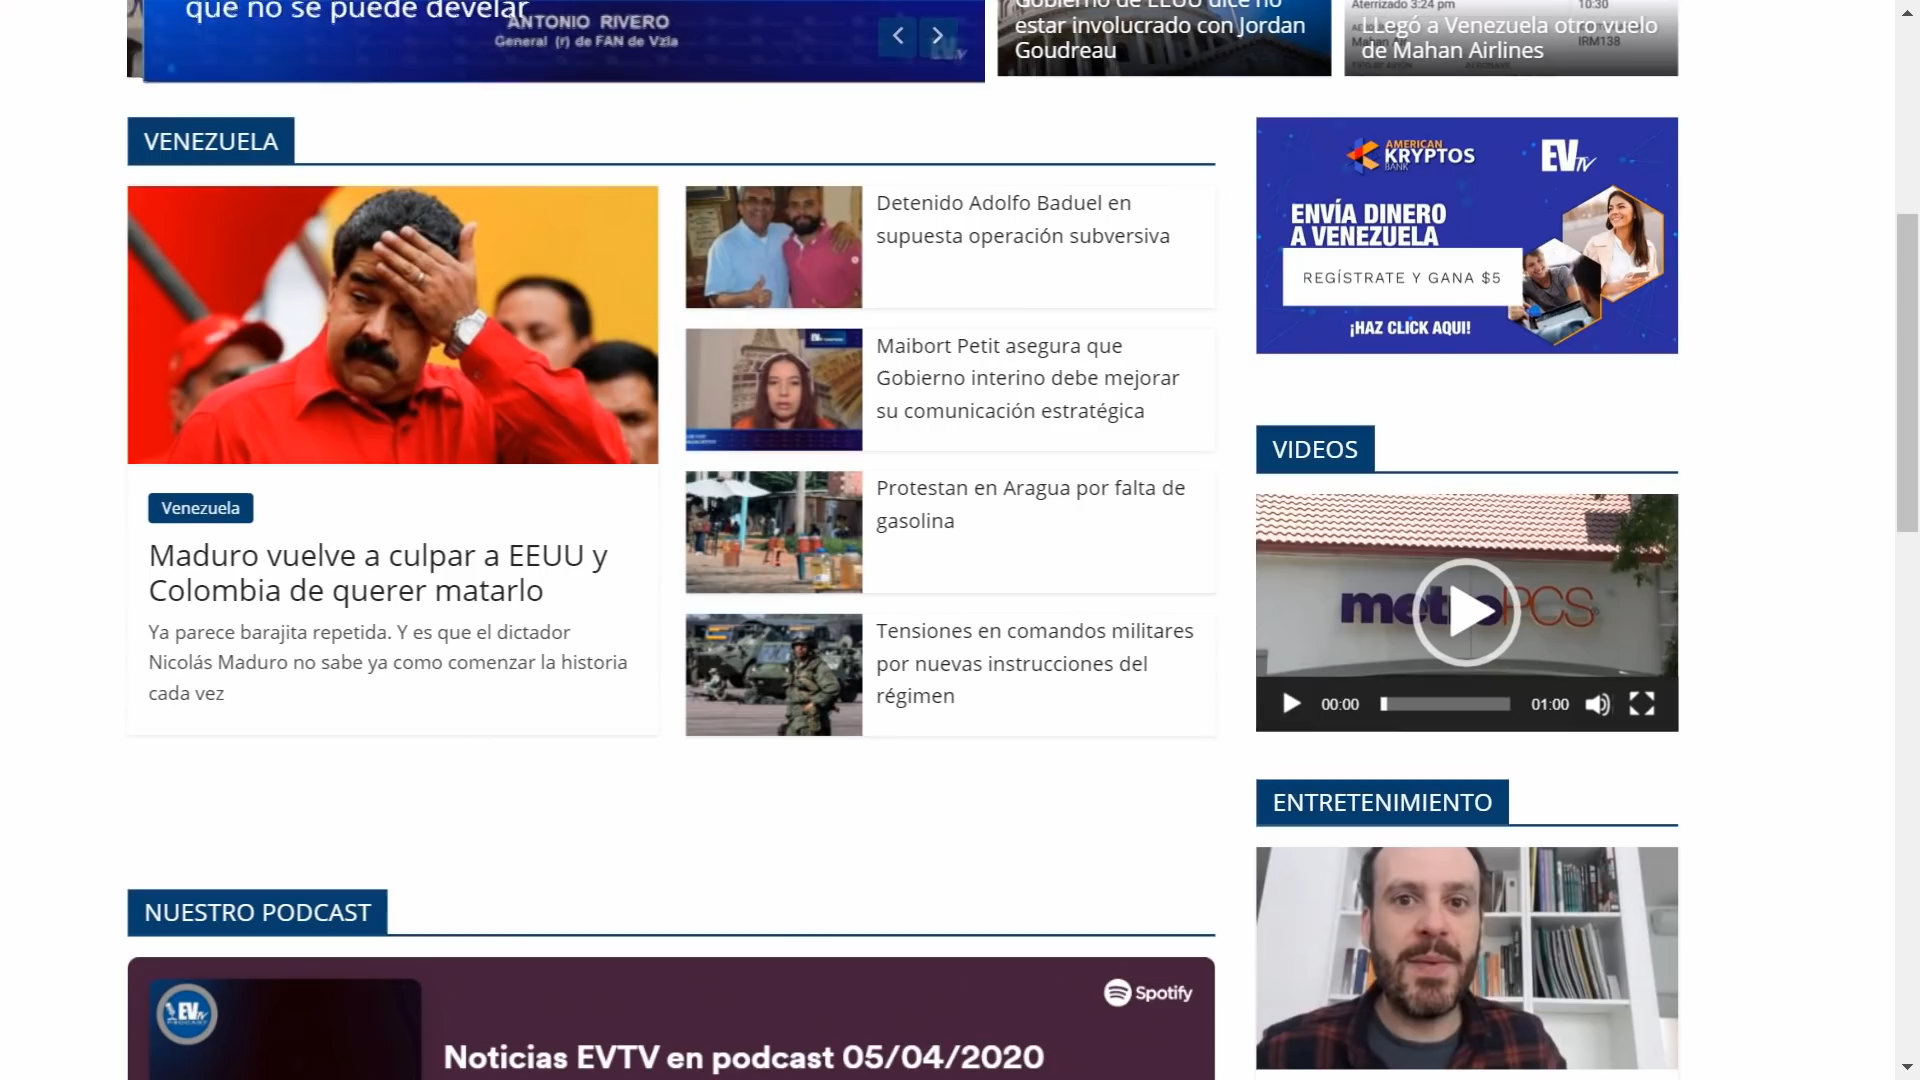 que no se puede develar
ANTONIO RIVERO
General (r) de FAN de Vzla
Gobierno de EEUU dice no
estar involucrado con Jordan
Goudreau
Aterrizado 3:24 pm
10:30
LLegó a Venezuela otro vuelo
IRM138
de Mahan Airlines
VENEZUELA
Detenido Adolfo Baduel en
supuesta operación subversiva
Maibort Petit asegura que
Gobierno interino debe mejorar
su comunicación estratégica
Protestan en Aragua por falta de
gasolina
Tensiones en comandos militares
por nuevas instrucciones del
régimen
Venezuela
Maduro vuelve a culpar a EEUU y
Colombia de querer matarlo
Ya parece barajita repetida. Y es que el dictador
Nicolás Maduro no sabe ya como comenzar la historia
cada vez
AMERICAN
KRYPTOS
BANK
EVTV
ENVÍA DINERO
A VENEZUELA
REGÍSTRATE Y GANA $5
¡HAZ CLICK AQUI!
VIDEOS
metroPCS
00:00
01:00
ENTRETENIMIENTO
NUESTRO PODCAST
EVTV
PODCAST
Spotify
Noticias EVTV en podcast 05/04/2020